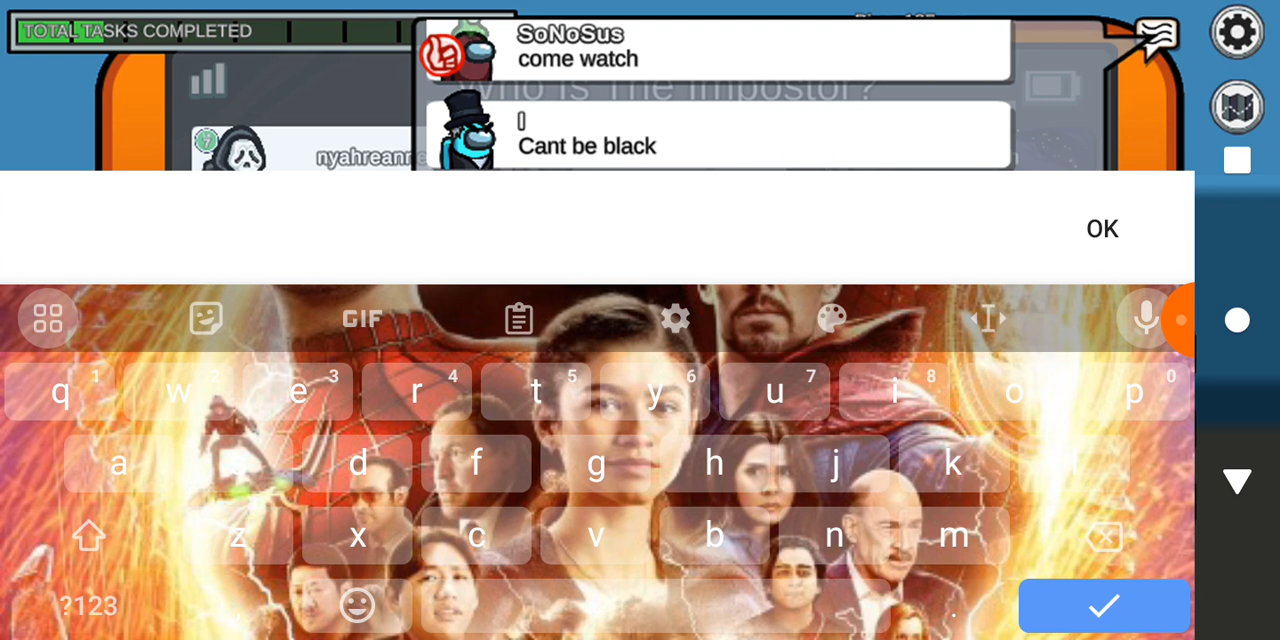 TOTAL TASKS COMPLETED
SoNoSus
come watch
Who Is The Impostor?
Cant be black
nyahreanne
OK
GIF
q 1 w 2 e 3 r 4 t 5 y 6 u 7 i 8 o p 0
a d f g h j k l
z x c v b n m
?123 .